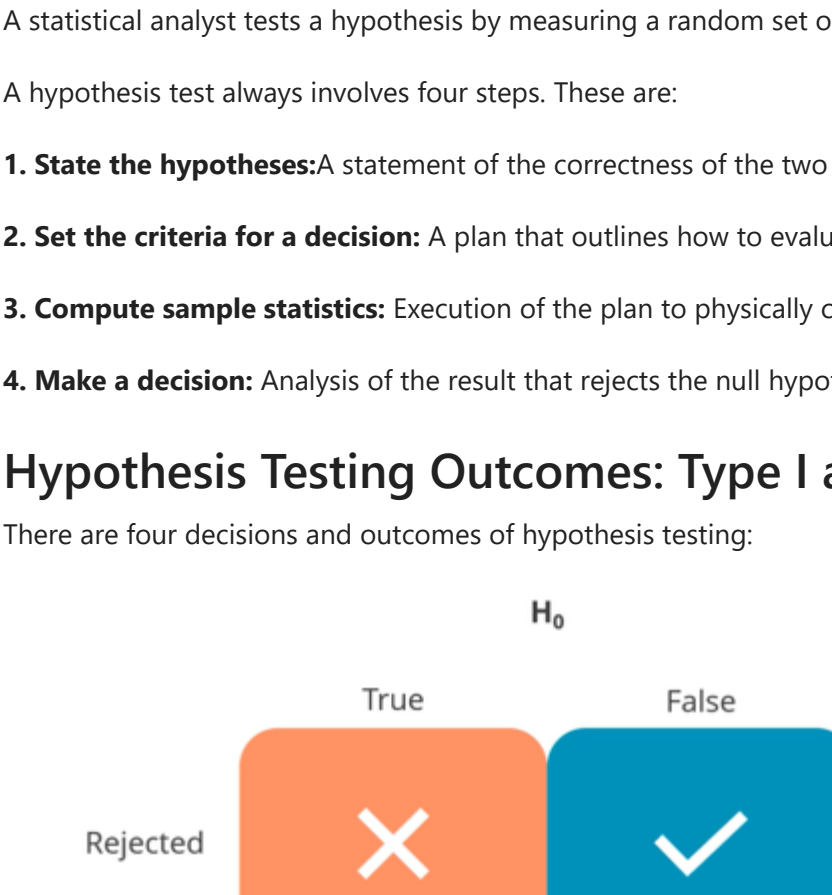 A statistical analyst tests a hypothesis by measuring a random set
A hypothesis test always involves four steps. These are:
1. State the hypotheses:A statement of the correctness of the two
2. Set the criteria for a decision: A plan that outlines how to
3. Compute sample statistics: Execution of the plan to physically
4. Make a decision: Analysis of the result that rejects the null
Hypothesis Testing Outcomes: Type I
There are four decisions and outcomes of hypothesis testing:
H₀
True False
Rejected